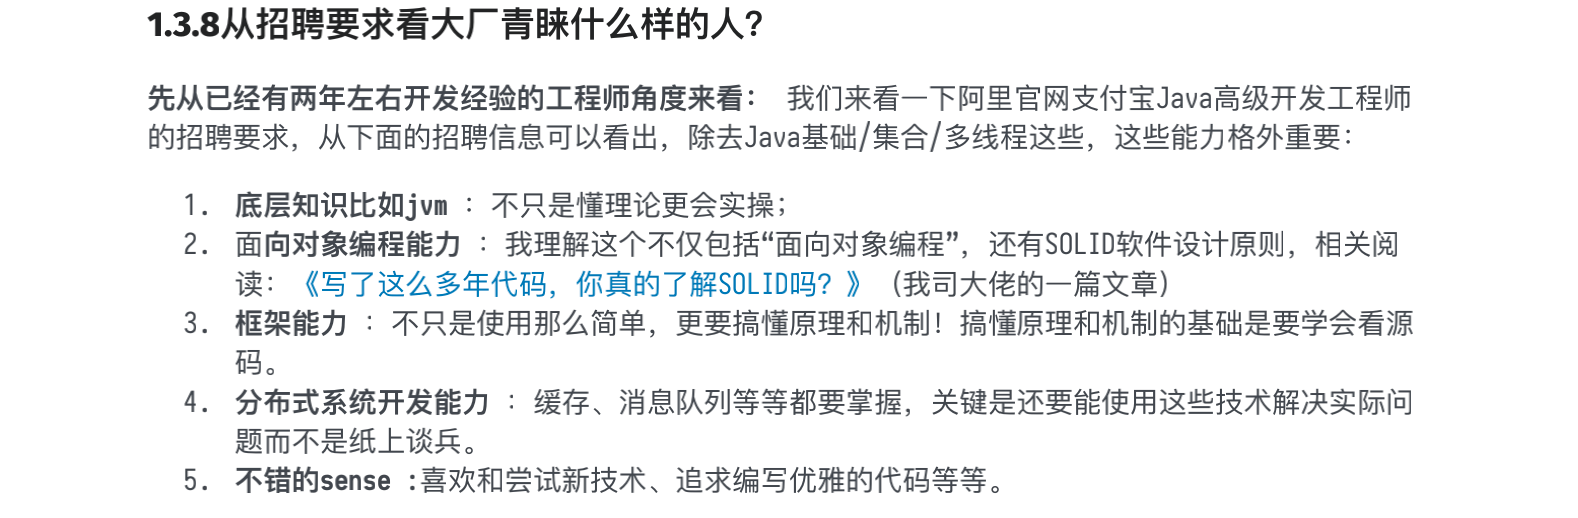 1.3.8从招聘要求看大厂青睐什么样的人？
先从已经有两年左右开发经验的工程师角度来看： 我们来看一下阿里官网支付宝Java高级开发工程师
的招聘要求，从下面的招聘信息可以看出，除去Java基础/集合/多线程这些，这些能力格外重要：
1. 底层知识比如jvm ：不只是懂理论更会实操；
2. 面向对象编程能力 ：我理解这个不仅包括“面向对象编程”，还有SOLID软件设计原则，相关阅
读：《写了这么多年代码，你真的了解SOLID吗？》（我司大佬的一篇文章）
3. 框架能力 ：不只是使用那么简单，更要搞懂原理和机制！搞懂原理和机制的基础是要学会看源
码。
4. 分布式系统开发能力 ：缓存、消息队列等等都要掌握，关键是还要能使用这些技术解决实际问
题而不是纸上谈兵。
5. 不错的sense :喜欢和尝试新技术、追求编写优雅的代码等等。